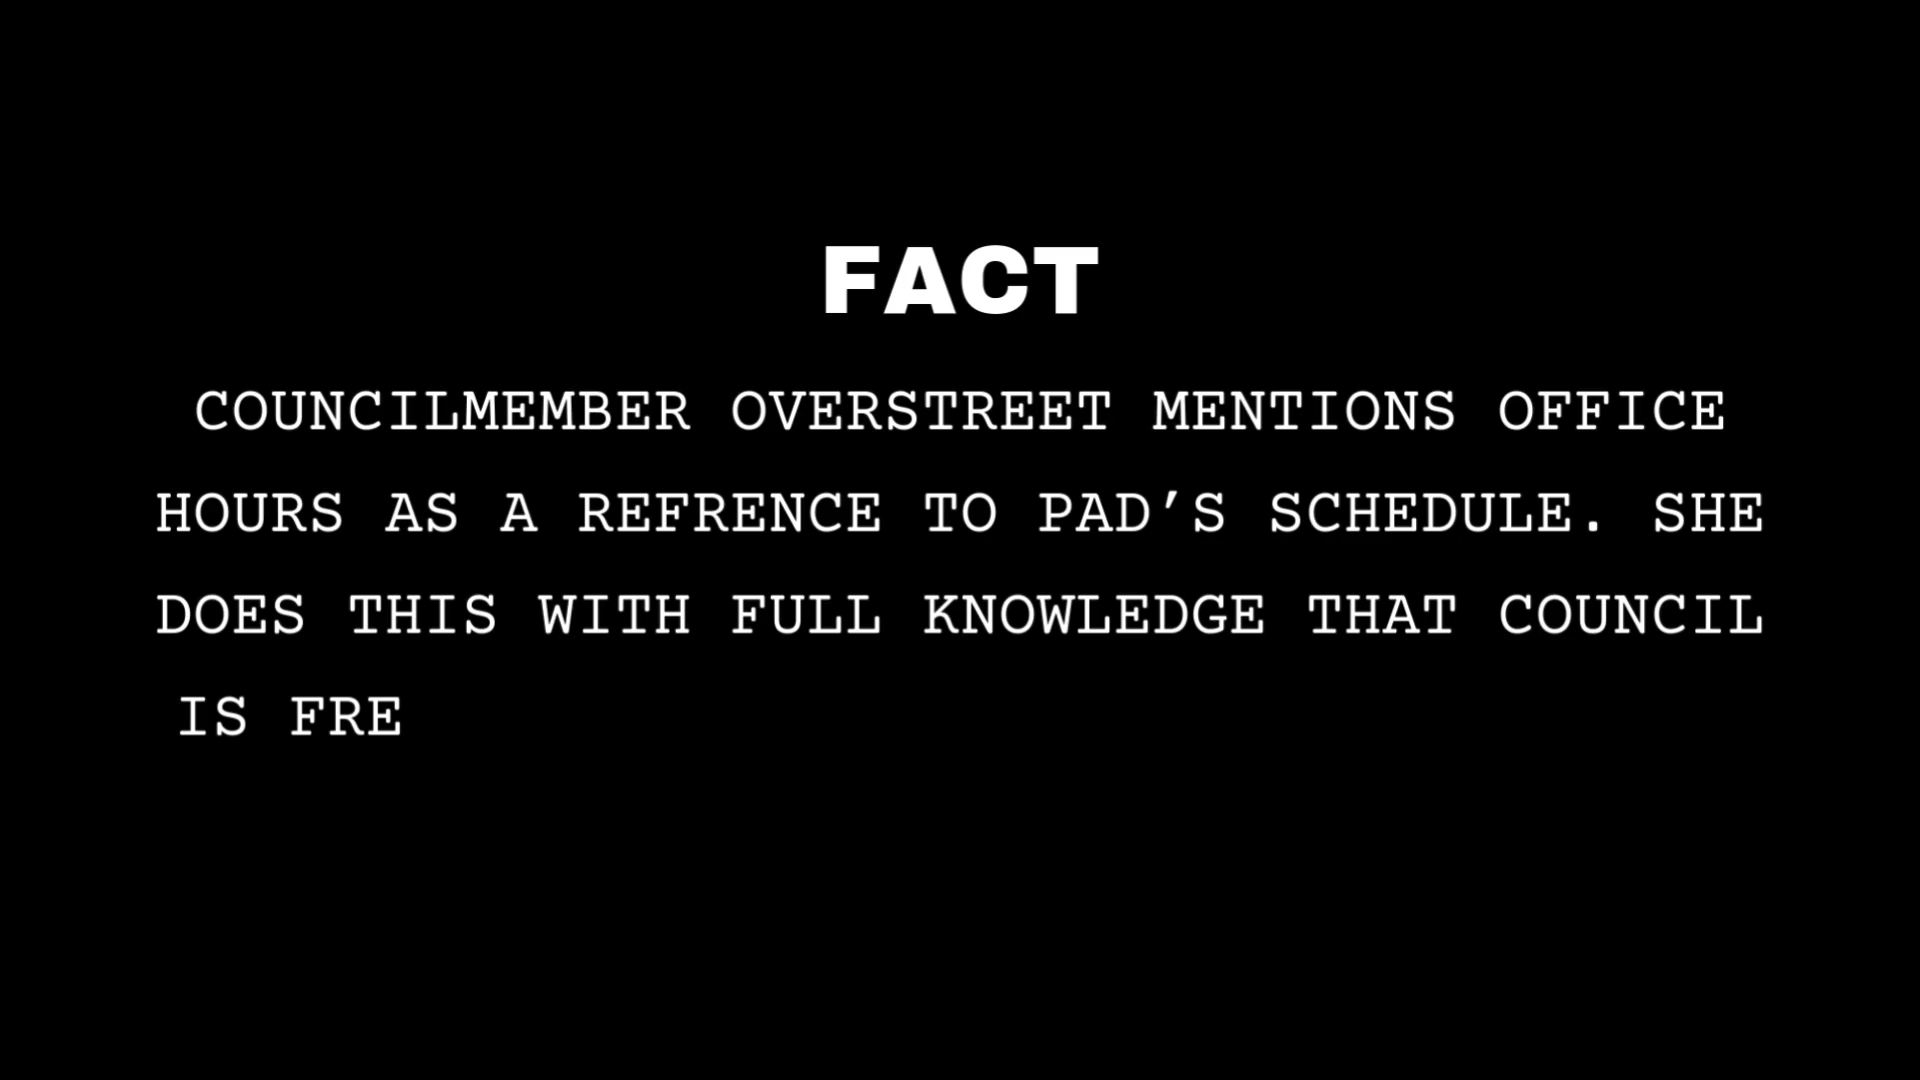 FACT
COUNCILMEMBER OVERSTREET MENTIONS OFFICE
HOURS AS A REFRENCE TO PAD’S SCHEDULE. SHE
DOES THIS WITH FULL KNOWLEDGE THAT COUNCIL
IS FRE